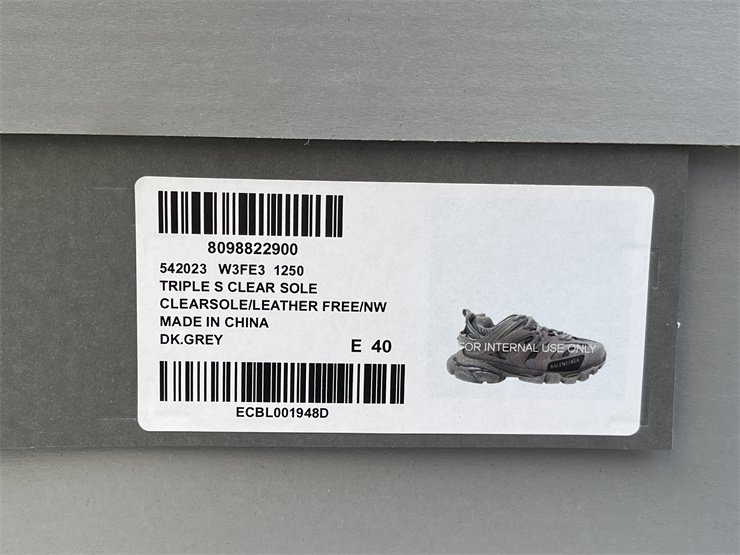 8098822900
542023 W3FE3 1250
TRIPLE S CLEAR SOLE
CLEARSOLE/LEATHER FREE/NW
MADE IN CHINA
DK.GREY
E 40
ECBL001948D
FOR INTERNAL USE ONLY
BALENCIAGA